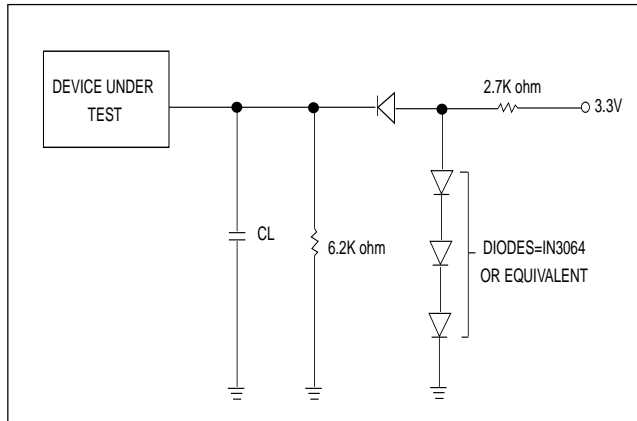 DEVICE UNDER
TEST
2.7K ohm
3.3V
CL
6.2K ohm
DIODES=IN3064
OR EQUIVALENT